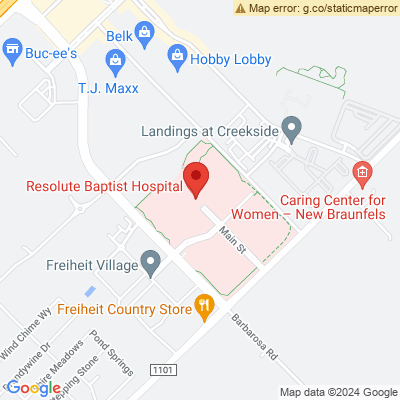 Map error: g.co/staticmaperror
Belk
Buc-ee's
Hobby Lobby
T.J. Maxx
Landings at Creekside
Resolute Baptist Hospital
Caring Center for
Women – New Braunfels
Main St
Freiheit Village
Freiheit Country Store
Barbarosa Rd
Wind Chime Wy
Pond Springs
1101
Google
Map data ©2024 Google